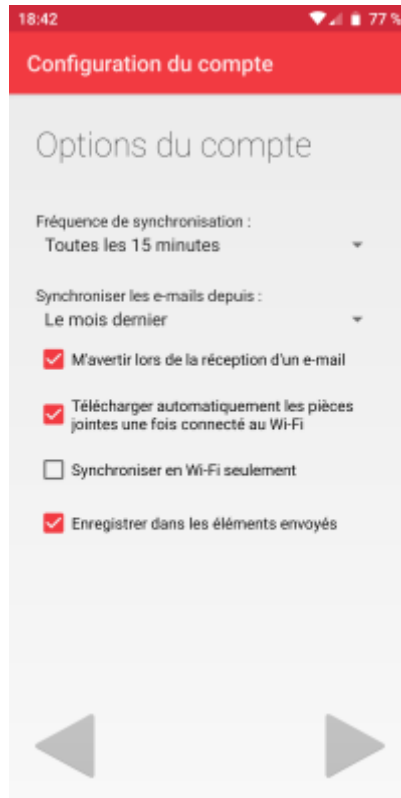 18:42
77 %
Configuration du compte
Options du compte
Fréquence de synchronisation :
Toutes les 15 minutes
Synchroniser les e-mails depuis :
Le mois dernier
M'avertir lors de la réception d'un e-mail
Télécharger automatiquement les pièces
jointes une fois connecté au Wi-Fi
Synchroniser en Wi-Fi seulement
Enregistrer dans les éléments envoyés